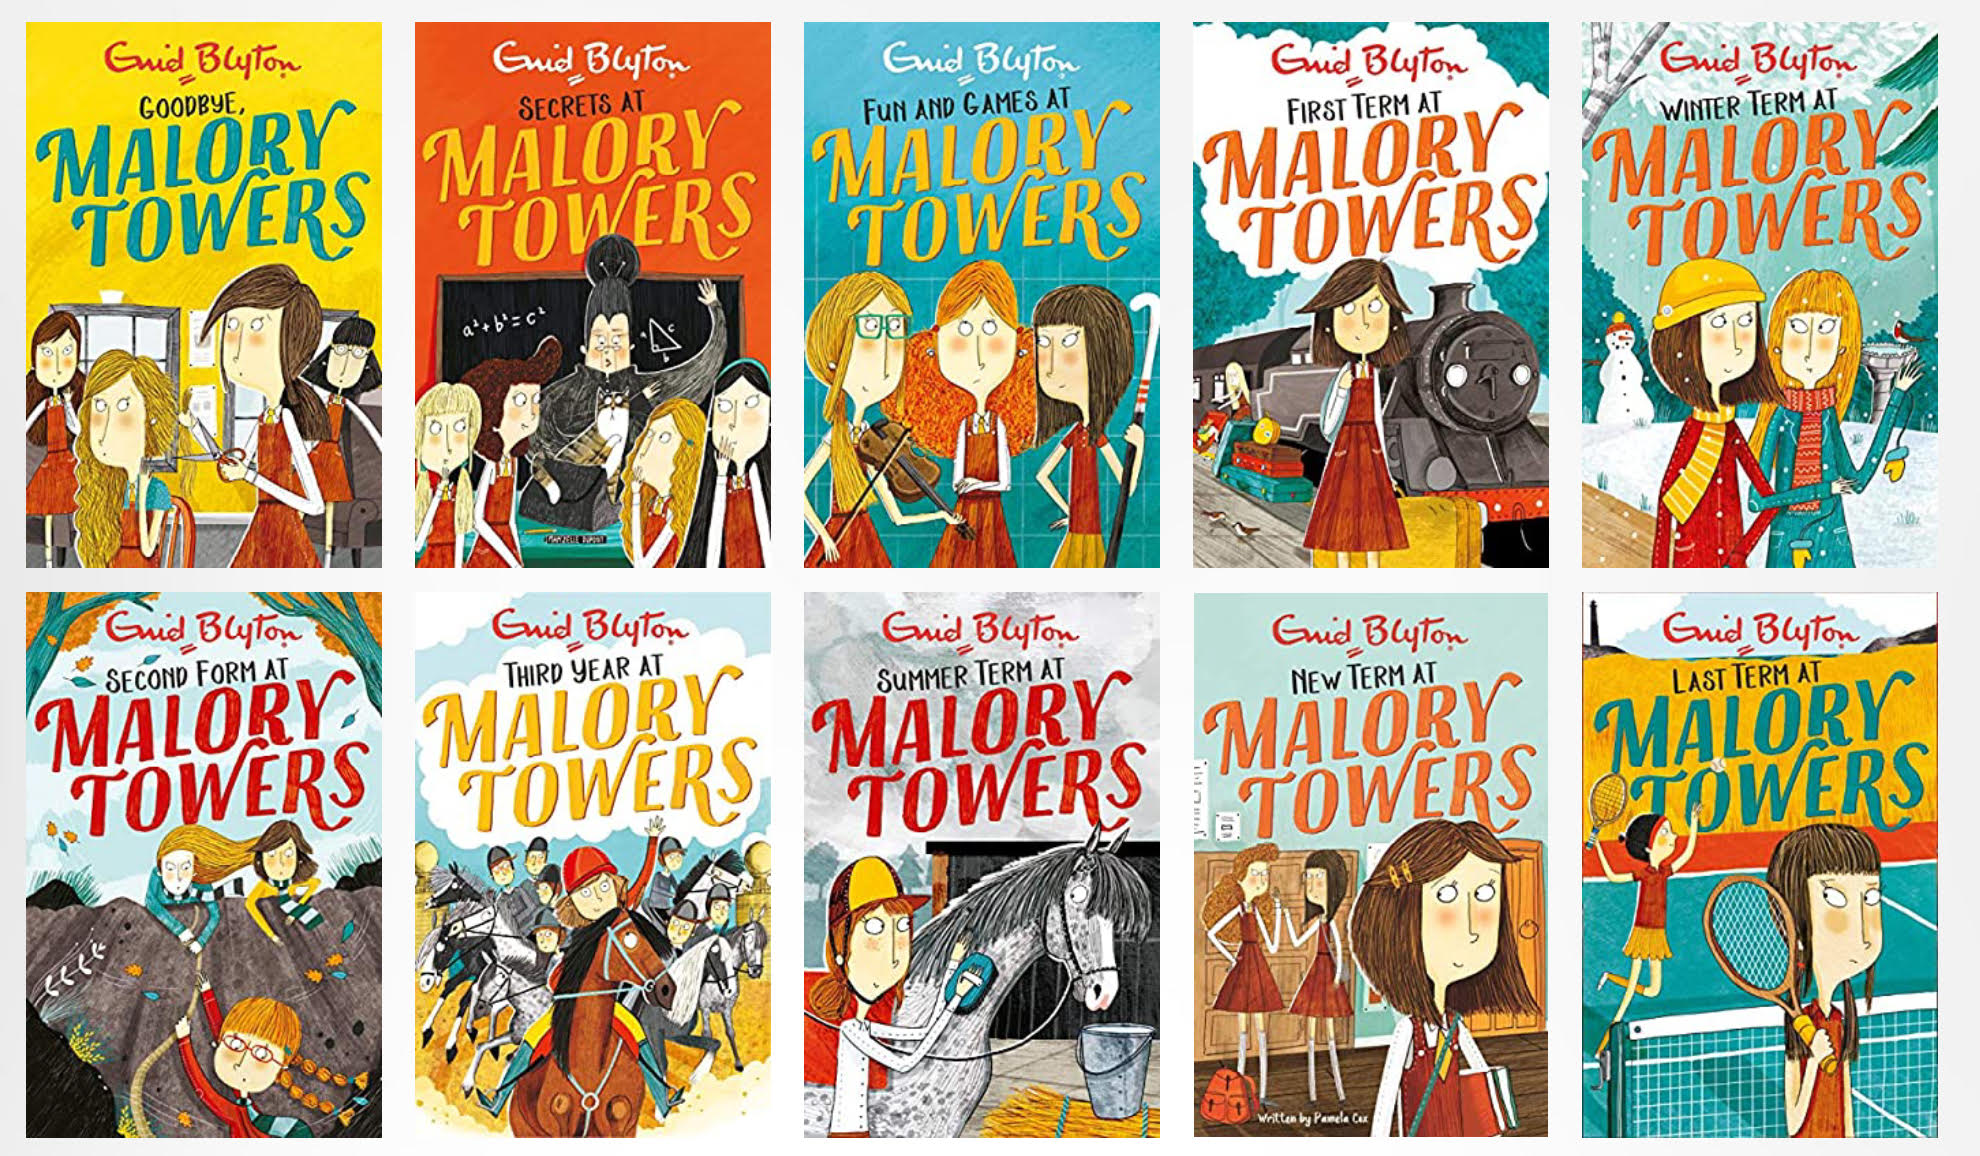 Enid Blyton
GOODBYE,
MALORY
TOWERS
Enid Blyton
SECRETS AT
MALORY
TOWERS
a² + b² = c²
a
c
b
MAM'ZELLE DUPONT
Enid Blyton
FUN AND GAMES AT
MALORY
TOWERS
Enid Blyton
FIRST TERM AT
MALORY
TOWERS
Enid Blyton
WINTER TERM AT
MALORY
TOWERS
Enid Blyton
SECOND FORM AT
MALORY
TOWERS
Enid Blyton
THIRD YEAR AT
MALORY
TOWERS
Enid Blyton
SUMMER TERM AT
MALORY
TOWERS
Enid Blyton
NEW TERM AT
MALORY
TOWERS
Written by Pamela Cox
Enid Blyton
LAST TERM AT
MALORY
TOWERS